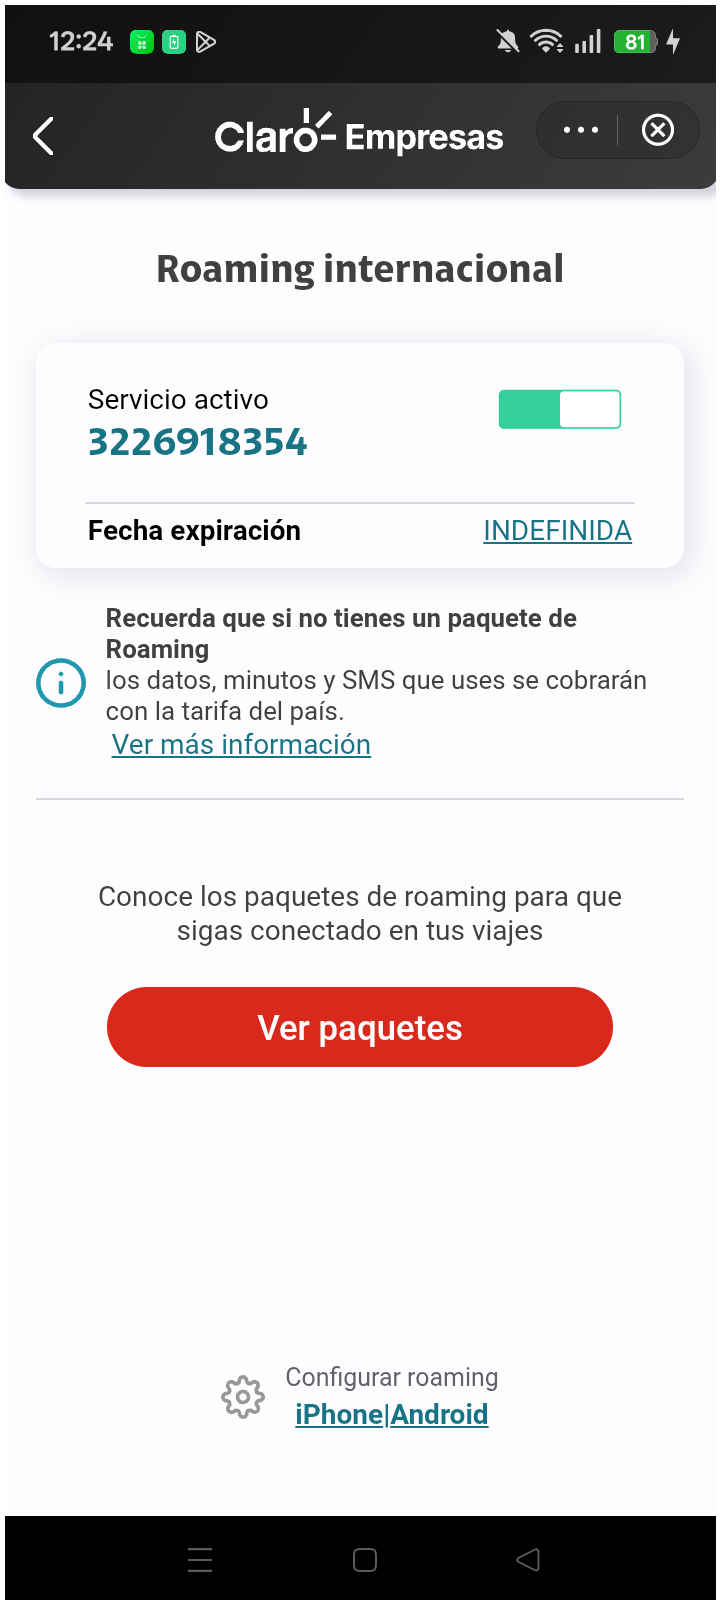 12:24
81
Claro Empresas
Roaming internacional
Servicio activo
3226918354
Fecha expiración INDEFINIDA
Recuerda que si no tienes un paquete de
Roaming
los datos, minutos y SMS que uses se cobrarán
con la tarifa del país.
Ver más información
Conoce los paquetes de roaming para que
sigas conectado en tus viajes
Ver paquetes
Configurar roaming
iPhone|Android